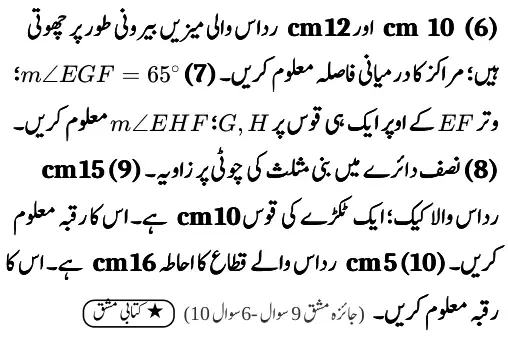 (6) 10 cm اور 12cm رداس والی میزیں بیرونی طور پر چھوتی
ہیں؛ مراکز کا درمیانی فاصلہ معلوم کریں۔ (7) m∠EGF = 65°؛
وتر EF کے اوپر ایک ہی قوس پر G, H؛ m∠EHF معلوم کریں۔
(8) نصف دائرے میں بنی مثلث کی چوٹی پر زاویہ۔ (9) 15cm
رداس والا کیک؛ ایک ٹکڑے کی قوس 10cm ہے۔ اس کا رقبہ معلوم
کریں۔ (10) 5cm رداس والے قطاع کا احاطہ 16cm ہے۔ اس کا
رقبہ معلوم کریں۔ (جائزہ مشق 9 سوال 6- سوال 10) ★ کتابی مشق